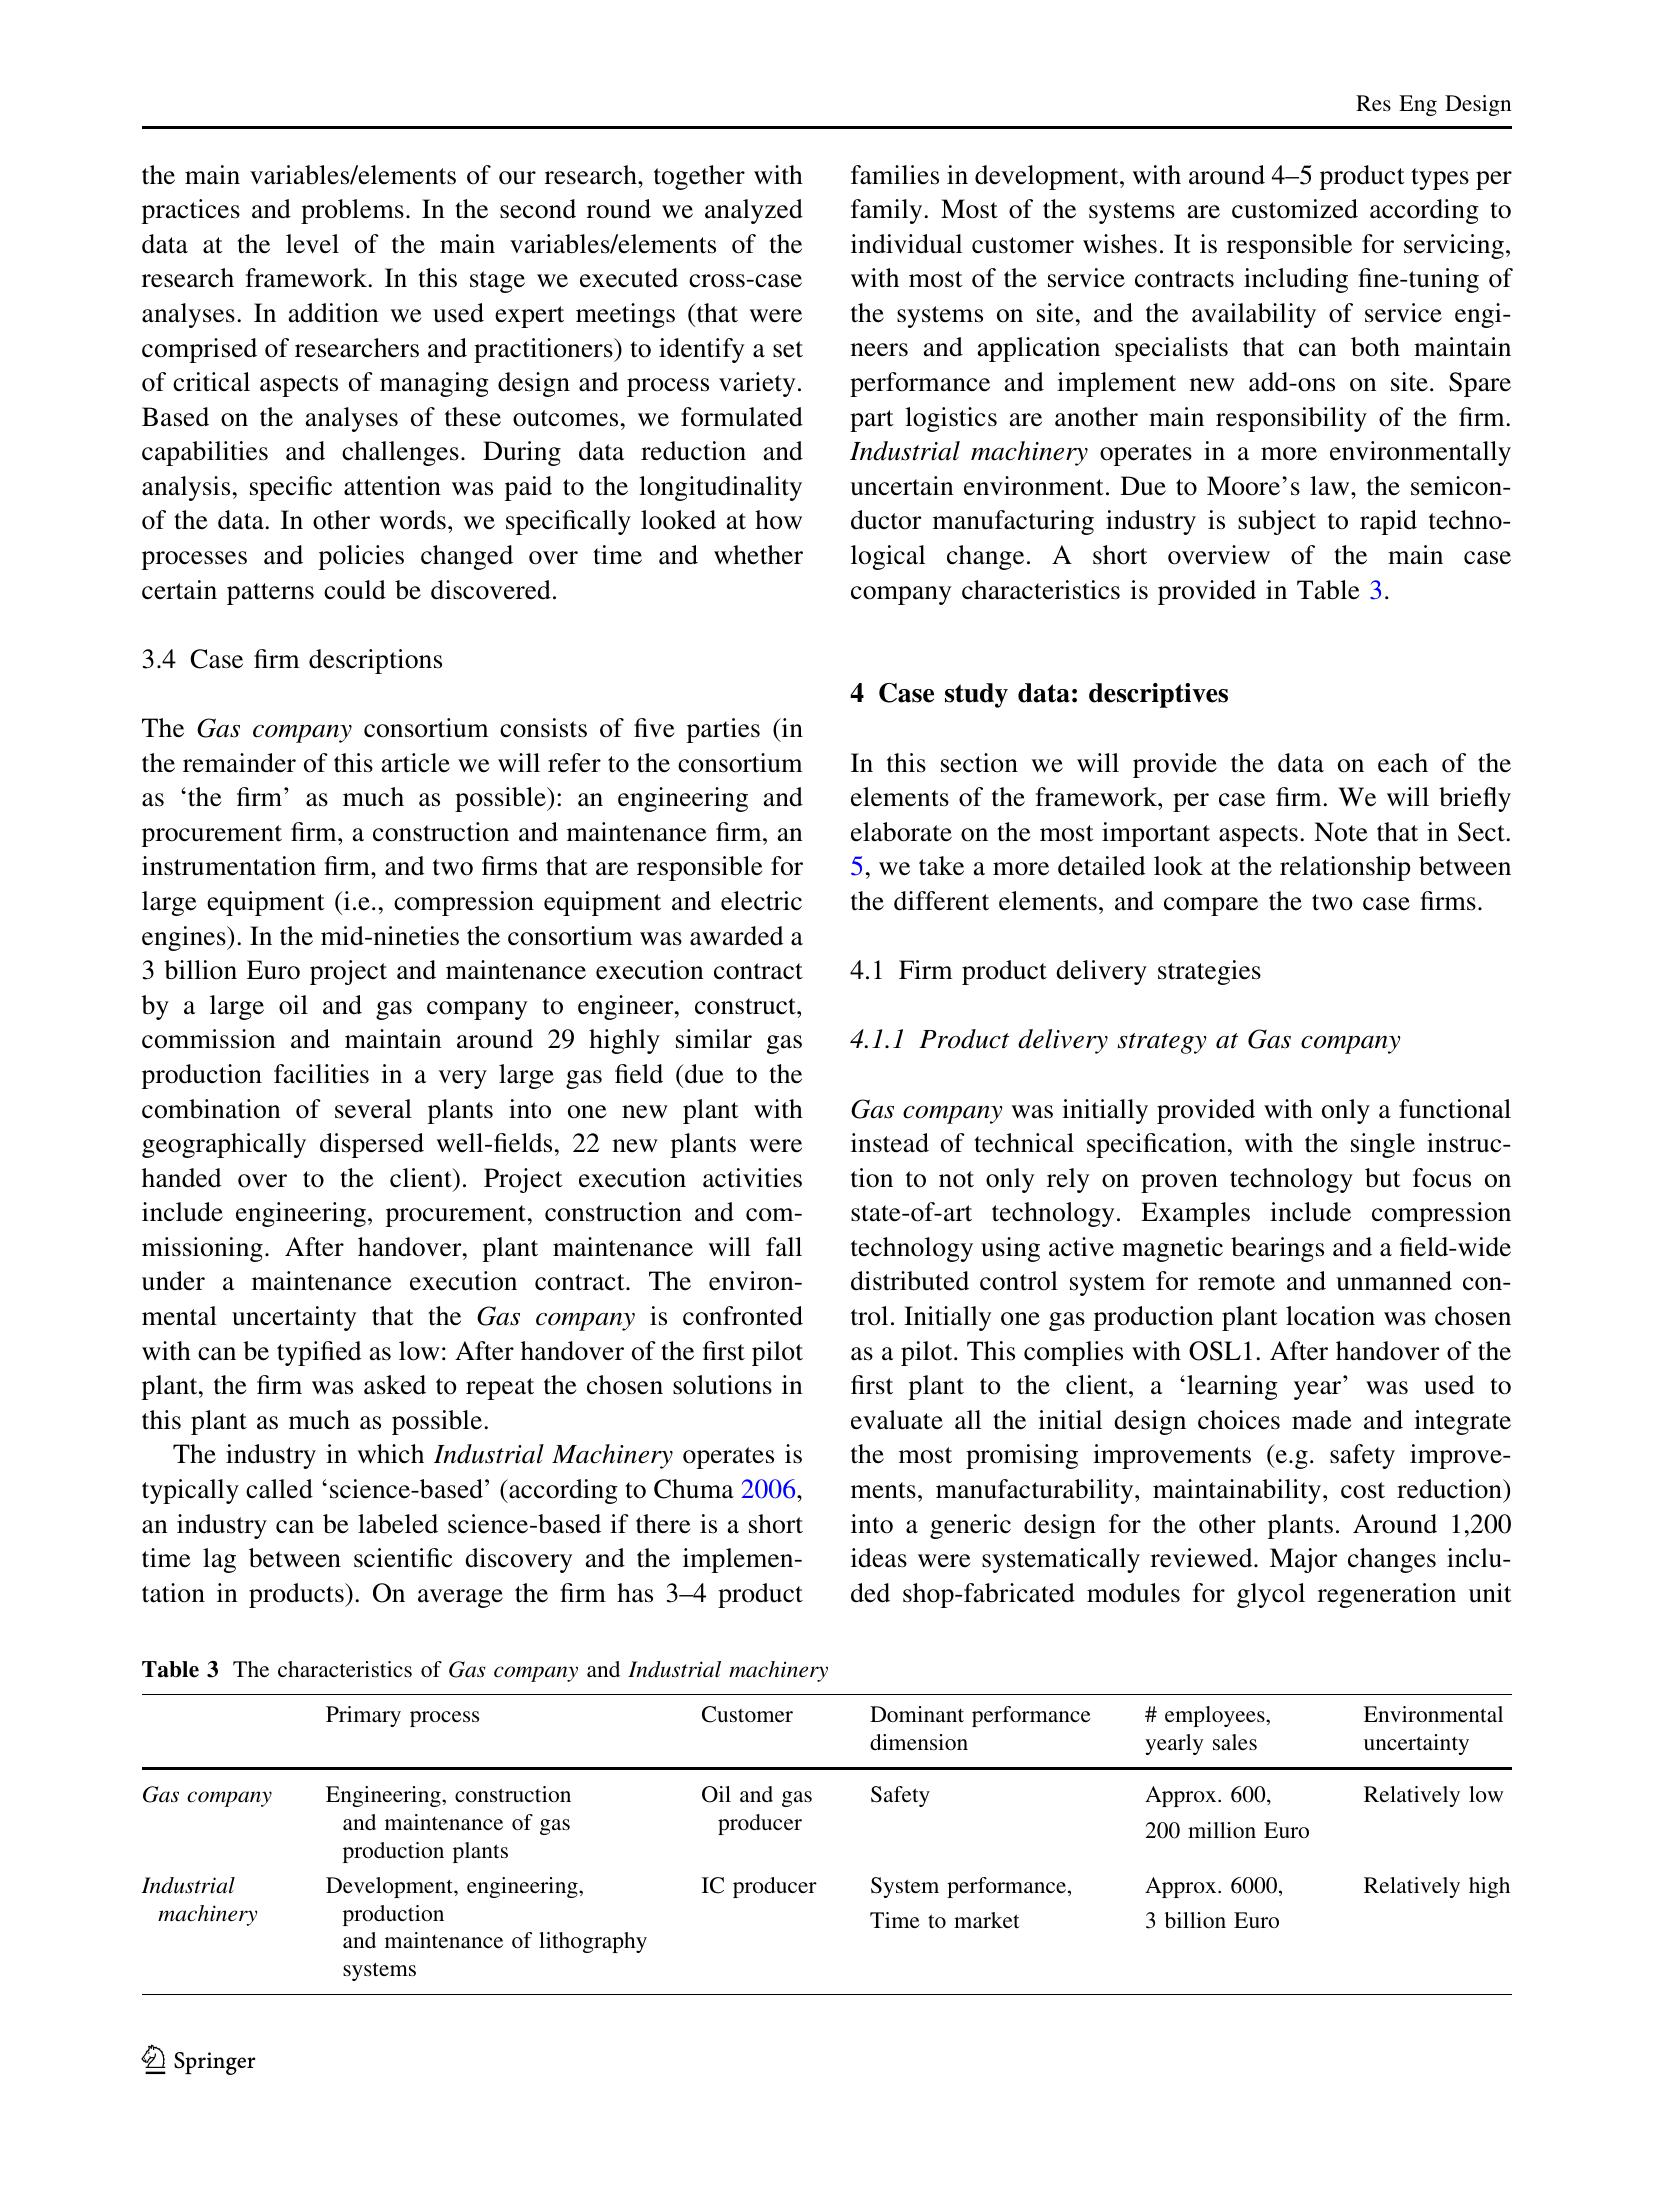 Res Eng Design
the main variables/elements of our research, together with
practices and problems. In the second round we analyzed
data at the level of the main variables/elements of the
research framework. In this stage we executed cross-case
analyses. In addition we used expert meetings (that were
comprised of researchers and practitioners) to identify a set
of critical aspects of managing design and process variety.
Based on the analyses of these outcomes, we formulated
capabilities and challenges. During data reduction and
analysis, specific attention was paid to the longitudinality
of the data. In other words, we specifically looked at how
processes and policies changed over time and whether
certain patterns could be discovered.
3.4 Case firm descriptions
The Gas company consortium consists of five parties (in
the remainder of this article we will refer to the consortium
as ‘the firm’ as much as possible): an engineering and
procurement firm, a construction and maintenance firm, an
instrumentation firm, and two firms that are responsible for
large equipment (i.e., compression equipment and electric
engines). In the mid-nineties the consortium was awarded a
3 billion Euro project and maintenance execution contract
by a large oil and gas company to engineer, construct,
commission and maintain around 29 highly similar gas
production facilities in a very large gas field (due to the
combination of several plants into one new plant with
geographically dispersed well-fields, 22 new plants were
handed over to the client). Project execution activities
include engineering, procurement, construction and com-
missioning. After handover, plant maintenance will fall
under a maintenance execution contract. The environ-
mental uncertainty that the Gas company is confronted
with can be typified as low: After handover of the first pilot
plant, the firm was asked to repeat the chosen solutions in
this plant as much as possible.
The industry in which Industrial Machinery operates is
typically called ‘science-based’ (according to Chuma 2006,
an industry can be labeled science-based if there is a short
time lag between scientific discovery and the implemen-
tation in products). On average the firm has 3–4 product
families in development, with around 4–5 product types per
family. Most of the systems are customized according to
individual customer wishes. It is responsible for servicing,
with most of the service contracts including fine-tuning of
the systems on site, and the availability of service engi-
neers and application specialists that can both maintain
performance and implement new add-ons on site. Spare
part logistics are another main responsibility of the firm.
Industrial machinery operates in a more environmentally
uncertain environment. Due to Moore’s law, the semicon-
ductor manufacturing industry is subject to rapid techno-
logical change. A short overview of the main case
company characteristics is provided in Table 3.
4 Case study data: descriptives
In this section we will provide the data on each of the
elements of the framework, per case firm. We will briefly
elaborate on the most important aspects. Note that in Sect.
5, we take a more detailed look at the relationship between
the different elements, and compare the two case firms.
4.1 Firm product delivery strategies
4.1.1 Product delivery strategy at Gas company
Gas company was initially provided with only a functional
instead of technical specification, with the single instruc-
tion to not only rely on proven technology but focus on
state-of-art technology. Examples include compression
technology using active magnetic bearings and a field-wide
distributed control system for remote and unmanned con-
trol. Initially one gas production plant location was chosen
as a pilot. This complies with OSL1. After handover of the
first plant to the client, a ‘learning year’ was used to
evaluate all the initial design choices made and integrate
the most promising improvements (e.g. safety improve-
ments, manufacturability, maintainability, cost reduction)
into a generic design for the other plants. Around 1,200
ideas were systematically reviewed. Major changes inclu-
ded shop-fabricated modules for glycol regeneration unit
Table 3 The characteristics of Gas company and Industrial machinery
Primary process Customer Dominant performance # employees, Environmental
dimension yearly sales uncertainty
Gas company Engineering, construction Oil and gas Safety Approx. 600, Relatively low
and maintenance of gas producer 200 million Euro
production plants
Industrial Development, engineering, IC producer System performance, Approx. 6000, Relatively high
machinery production Time to market 3 billion Euro
and maintenance of lithography
systems
Springer